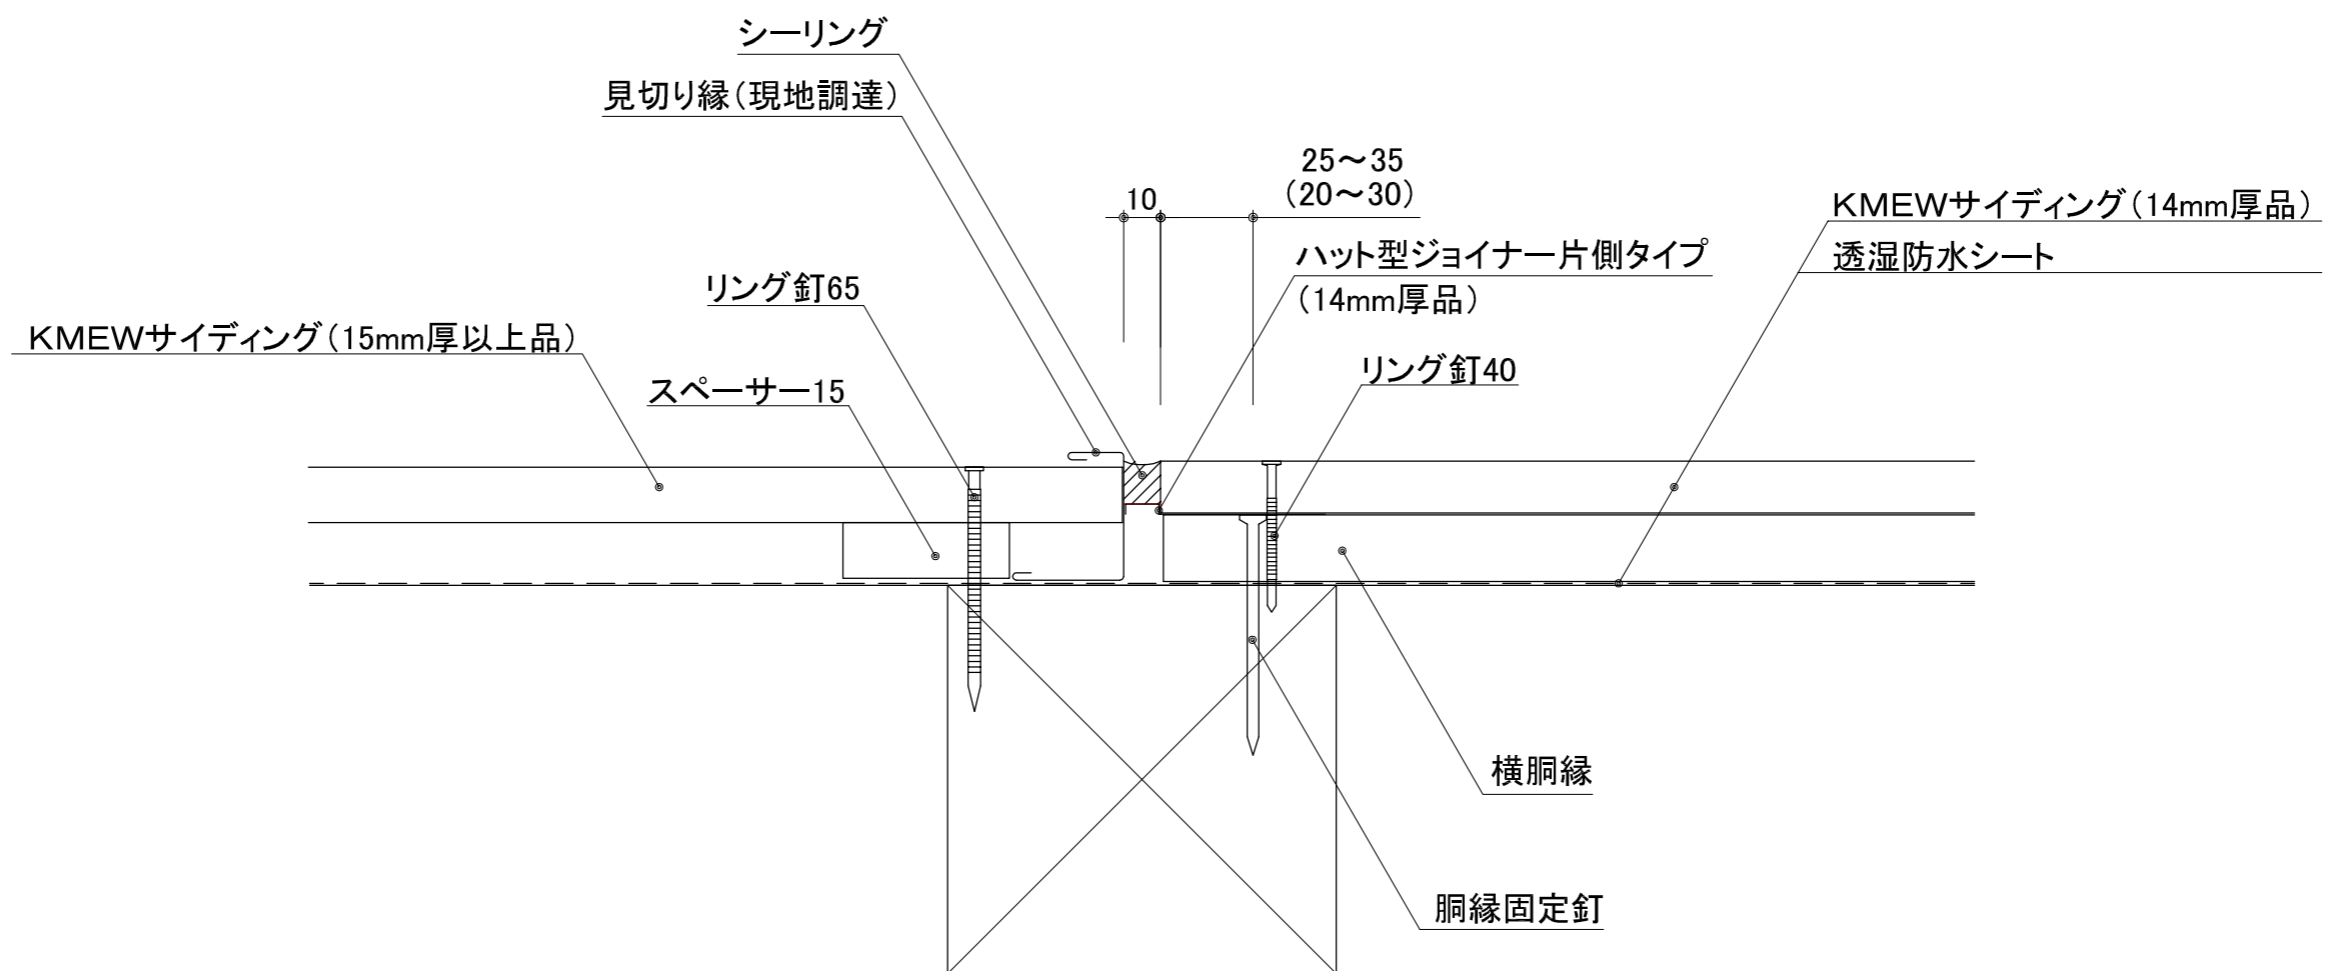 シーリング
見切り縁（現地調達）
25～35
（20～30）
10
KMEWサイディング（14mm厚品）
ハット型ジョイナー片側タイプ
（14mm厚品）
透湿防水シート
リング釘65
KMEWサイディング（15mm厚以上品）
スペーサー15
リング釘40
横胴縁
胴縁固定釘